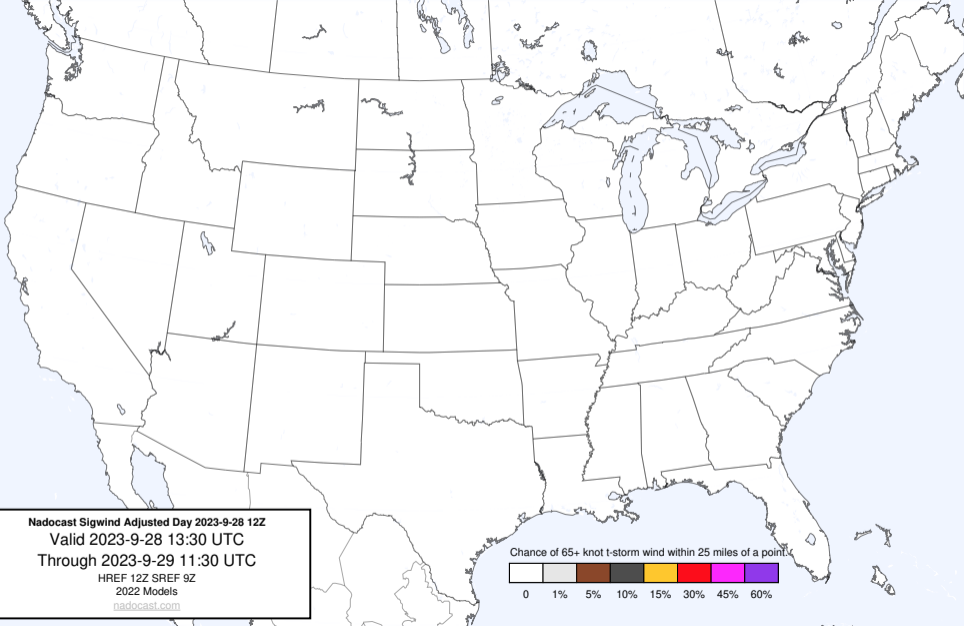 Nadocast Sigwind Adjusted Day 2023-9-28 12Z
Valid 2023-9-28 13:30 UTC
Through 2023-9-29 11:30 UTC
HREF 12Z SREF 9Z
2022 Models
nadocast.com
Chance of 65+ knot t-storm wind within 25 miles of a point.
0 1% 5% 10% 15% 30% 45% 60%